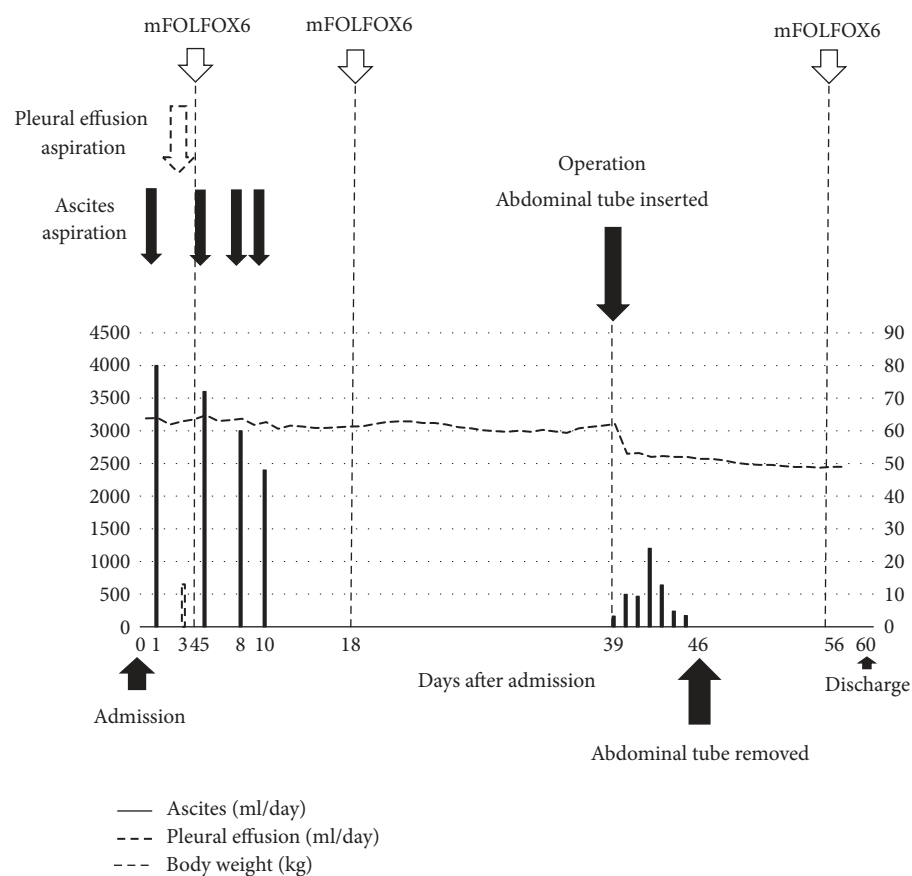 mFOLFOX6 mFOLFOX6 mFOLFOX6
Pleural effusion
aspiration
Operation
Ascites
aspiration
Abdominal tube inserted
4500 90
4000 80
3500 70
3000 60
2500 50
2000 40
1500 30
1000 20
500 10
0 0
0 1 3 4 5 8 10 18 39 46 56 60
Days after admission
Discharge
Admission
Abdominal tube removed
Ascites (ml/day)
Pleural effusion (ml/day)
Body weight (kg)